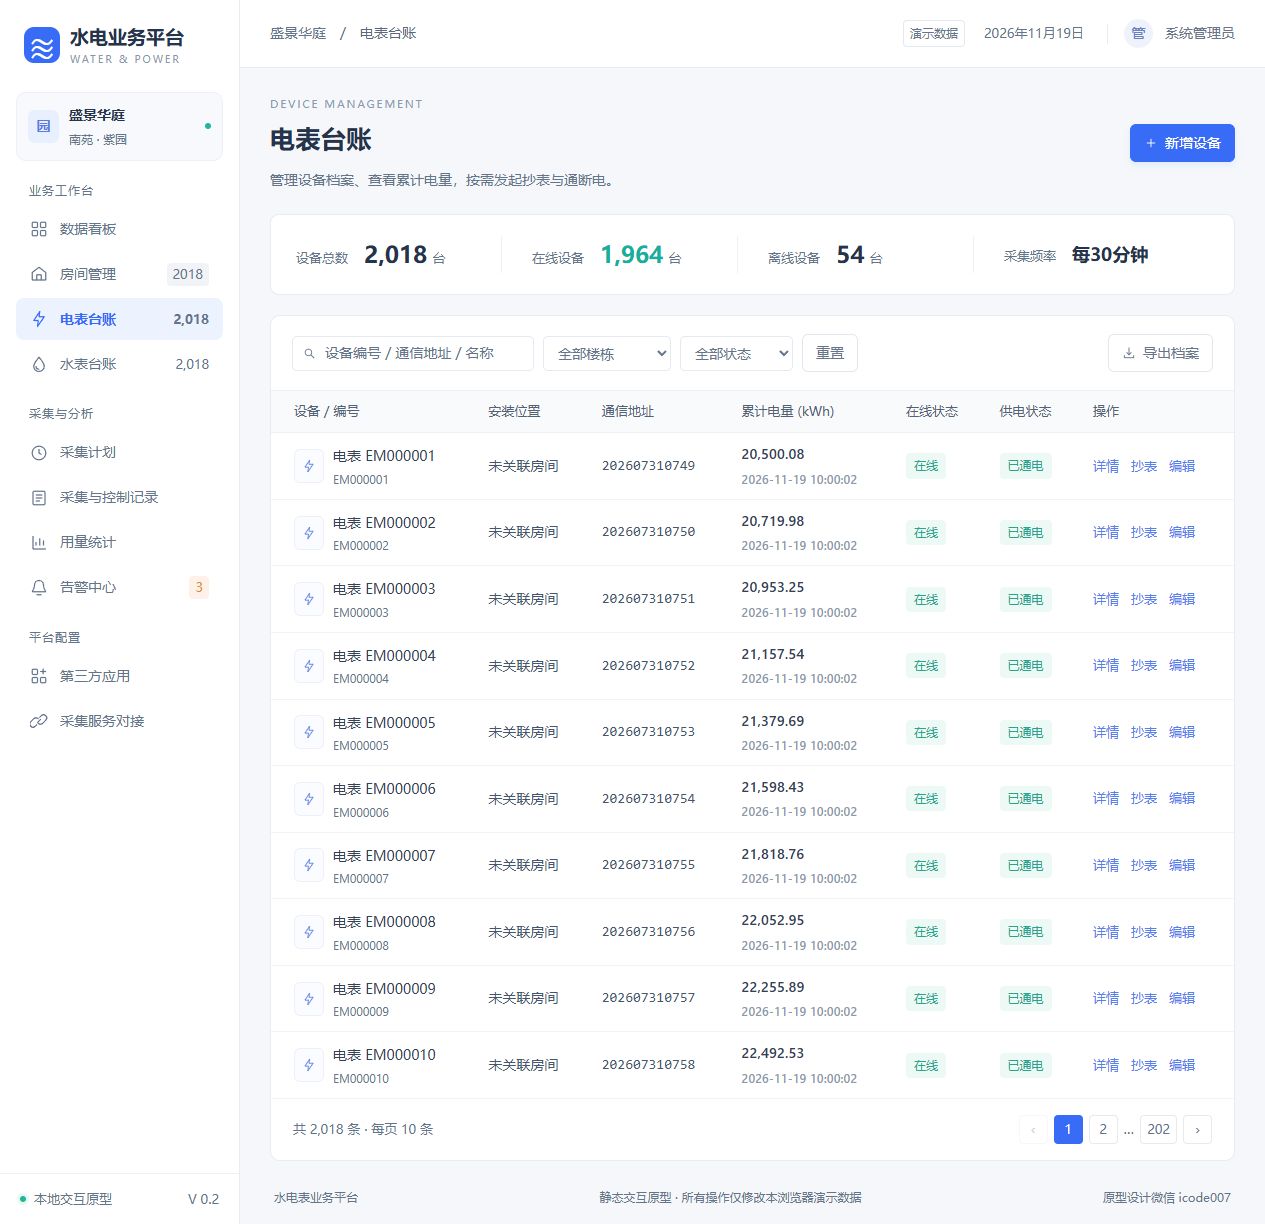 水电业务平台
WATER & POWER
园
盛景华庭
南苑 · 紫园
业务工作台
数据看板
房间管理 2018
电表台账 2,018
水表台账 2,018
采集与分析
采集计划
采集与控制记录
用量统计
告警中心 3
平台配置
第三方应用
采集服务对接
本地交互原型 V 0.2
盛景华庭 / 电表台账
演示数据 2026年11月19日 管 系统管理员
DEVICE MANAGEMENT
电表台账
+ 新增设备
管理设备档案、查看累计电量，按需发起抄表与通断电。
设备总数 2,018 台 在线设备 1,964 台 离线设备 54 台 采集频率 每30分钟
设备编号 / 通信地址 / 名称 全部楼栋 全部状态 重置 导出档案
设备 / 编号 安装位置 通信地址 累计电量 (kWh) 在线状态 供电状态 操作
电表 EM000001 20,500.08
未关联房间 202607310749 在线 已通电 详情 抄表 编辑
EM000001 2026-11-19 10:00:02
电表 EM000002 20,719.98
未关联房间 202607310750 在线 已通电 详情 抄表 编辑
EM000002 2026-11-19 10:00:02
电表 EM000003 20,953.25
未关联房间 202607310751 在线 已通电 详情 抄表 编辑
EM000003 2026-11-19 10:00:02
电表 EM000004 21,157.54
未关联房间 202607310752 在线 已通电 详情 抄表 编辑
EM000004 2026-11-19 10:00:02
电表 EM000005 21,379.69
未关联房间 202607310753 在线 已通电 详情 抄表 编辑
EM000005 2026-11-19 10:00:02
电表 EM000006 21,598.43
未关联房间 202607310754 在线 已通电 详情 抄表 编辑
EM000006 2026-11-19 10:00:02
电表 EM000007 21,818.76
未关联房间 202607310755 在线 已通电 详情 抄表 编辑
EM000007 2026-11-19 10:00:02
电表 EM000008 22,052.95
未关联房间 202607310756 在线 已通电 详情 抄表 编辑
EM000008 2026-11-19 10:00:02
电表 EM000009 22,255.89
未关联房间 202607310757 在线 已通电 详情 抄表 编辑
EM000009 2026-11-19 10:00:02
电表 EM000010 22,492.53
未关联房间 202607310758 在线 已通电 详情 抄表 编辑
EM000010 2026-11-19 10:00:02
共 2,018 条 · 每页 10 条 ‹ 1 2 … 202 ›
水电表业务平台 静态交互原型 · 所有操作仅修改本浏览器演示数据 原型设计微信 icode007